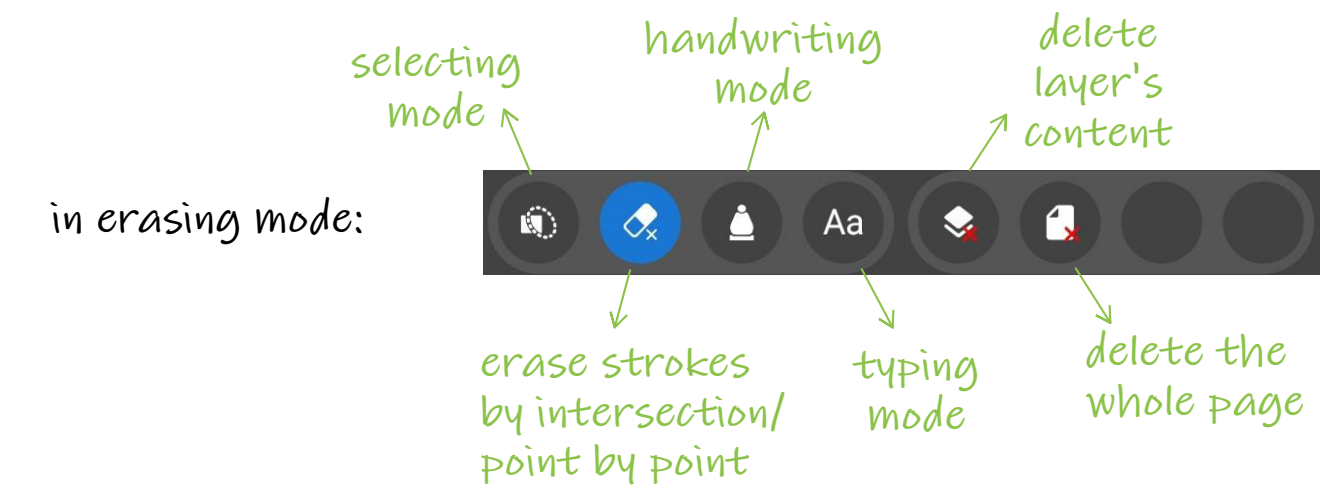 selecting
mode
handwriting
mode
delete
layer's
content
in erasing mode:
Aa
erase strokes
by intersection/
point by point
typing
mode
delete the
whole page